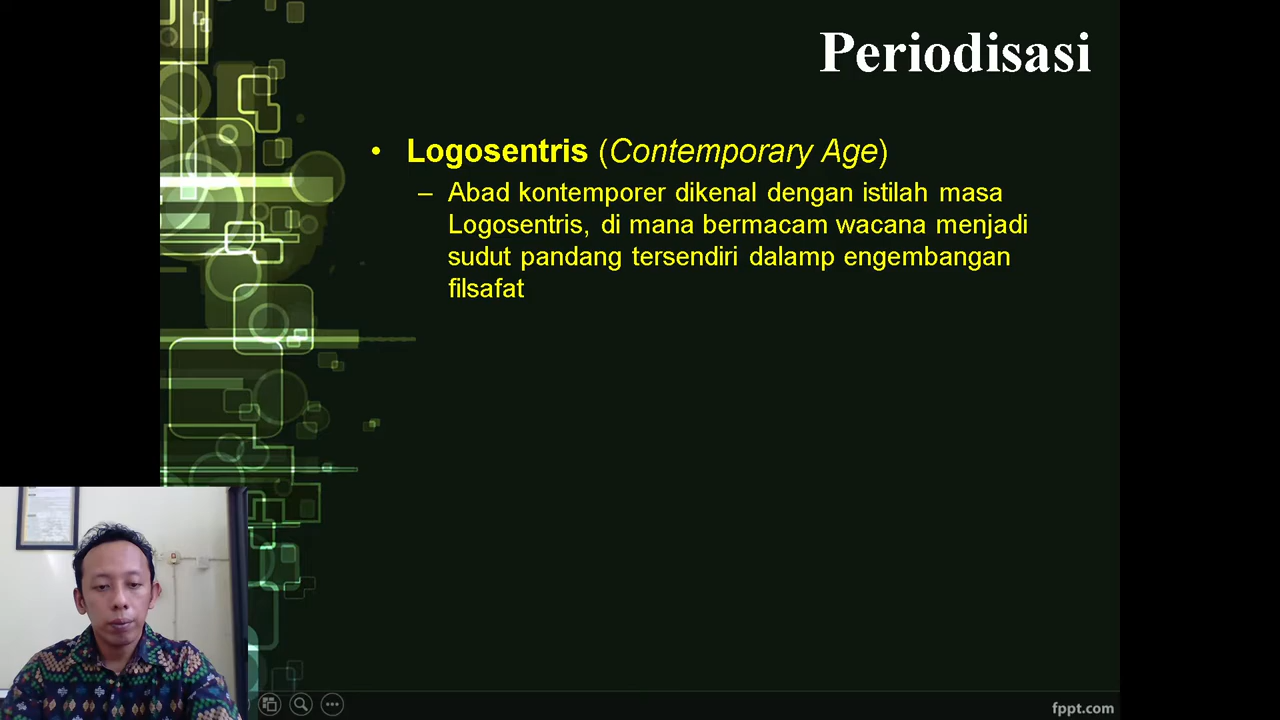 Periodisasi
• Logosentris (Contemporary Age)
– Abad kontemporer dikenal dengan istilah masa
Logosentris, di mana bermacam wacana menjadi
sudut pandang tersendiri dalamp engembangan
filsafat
fppt.com